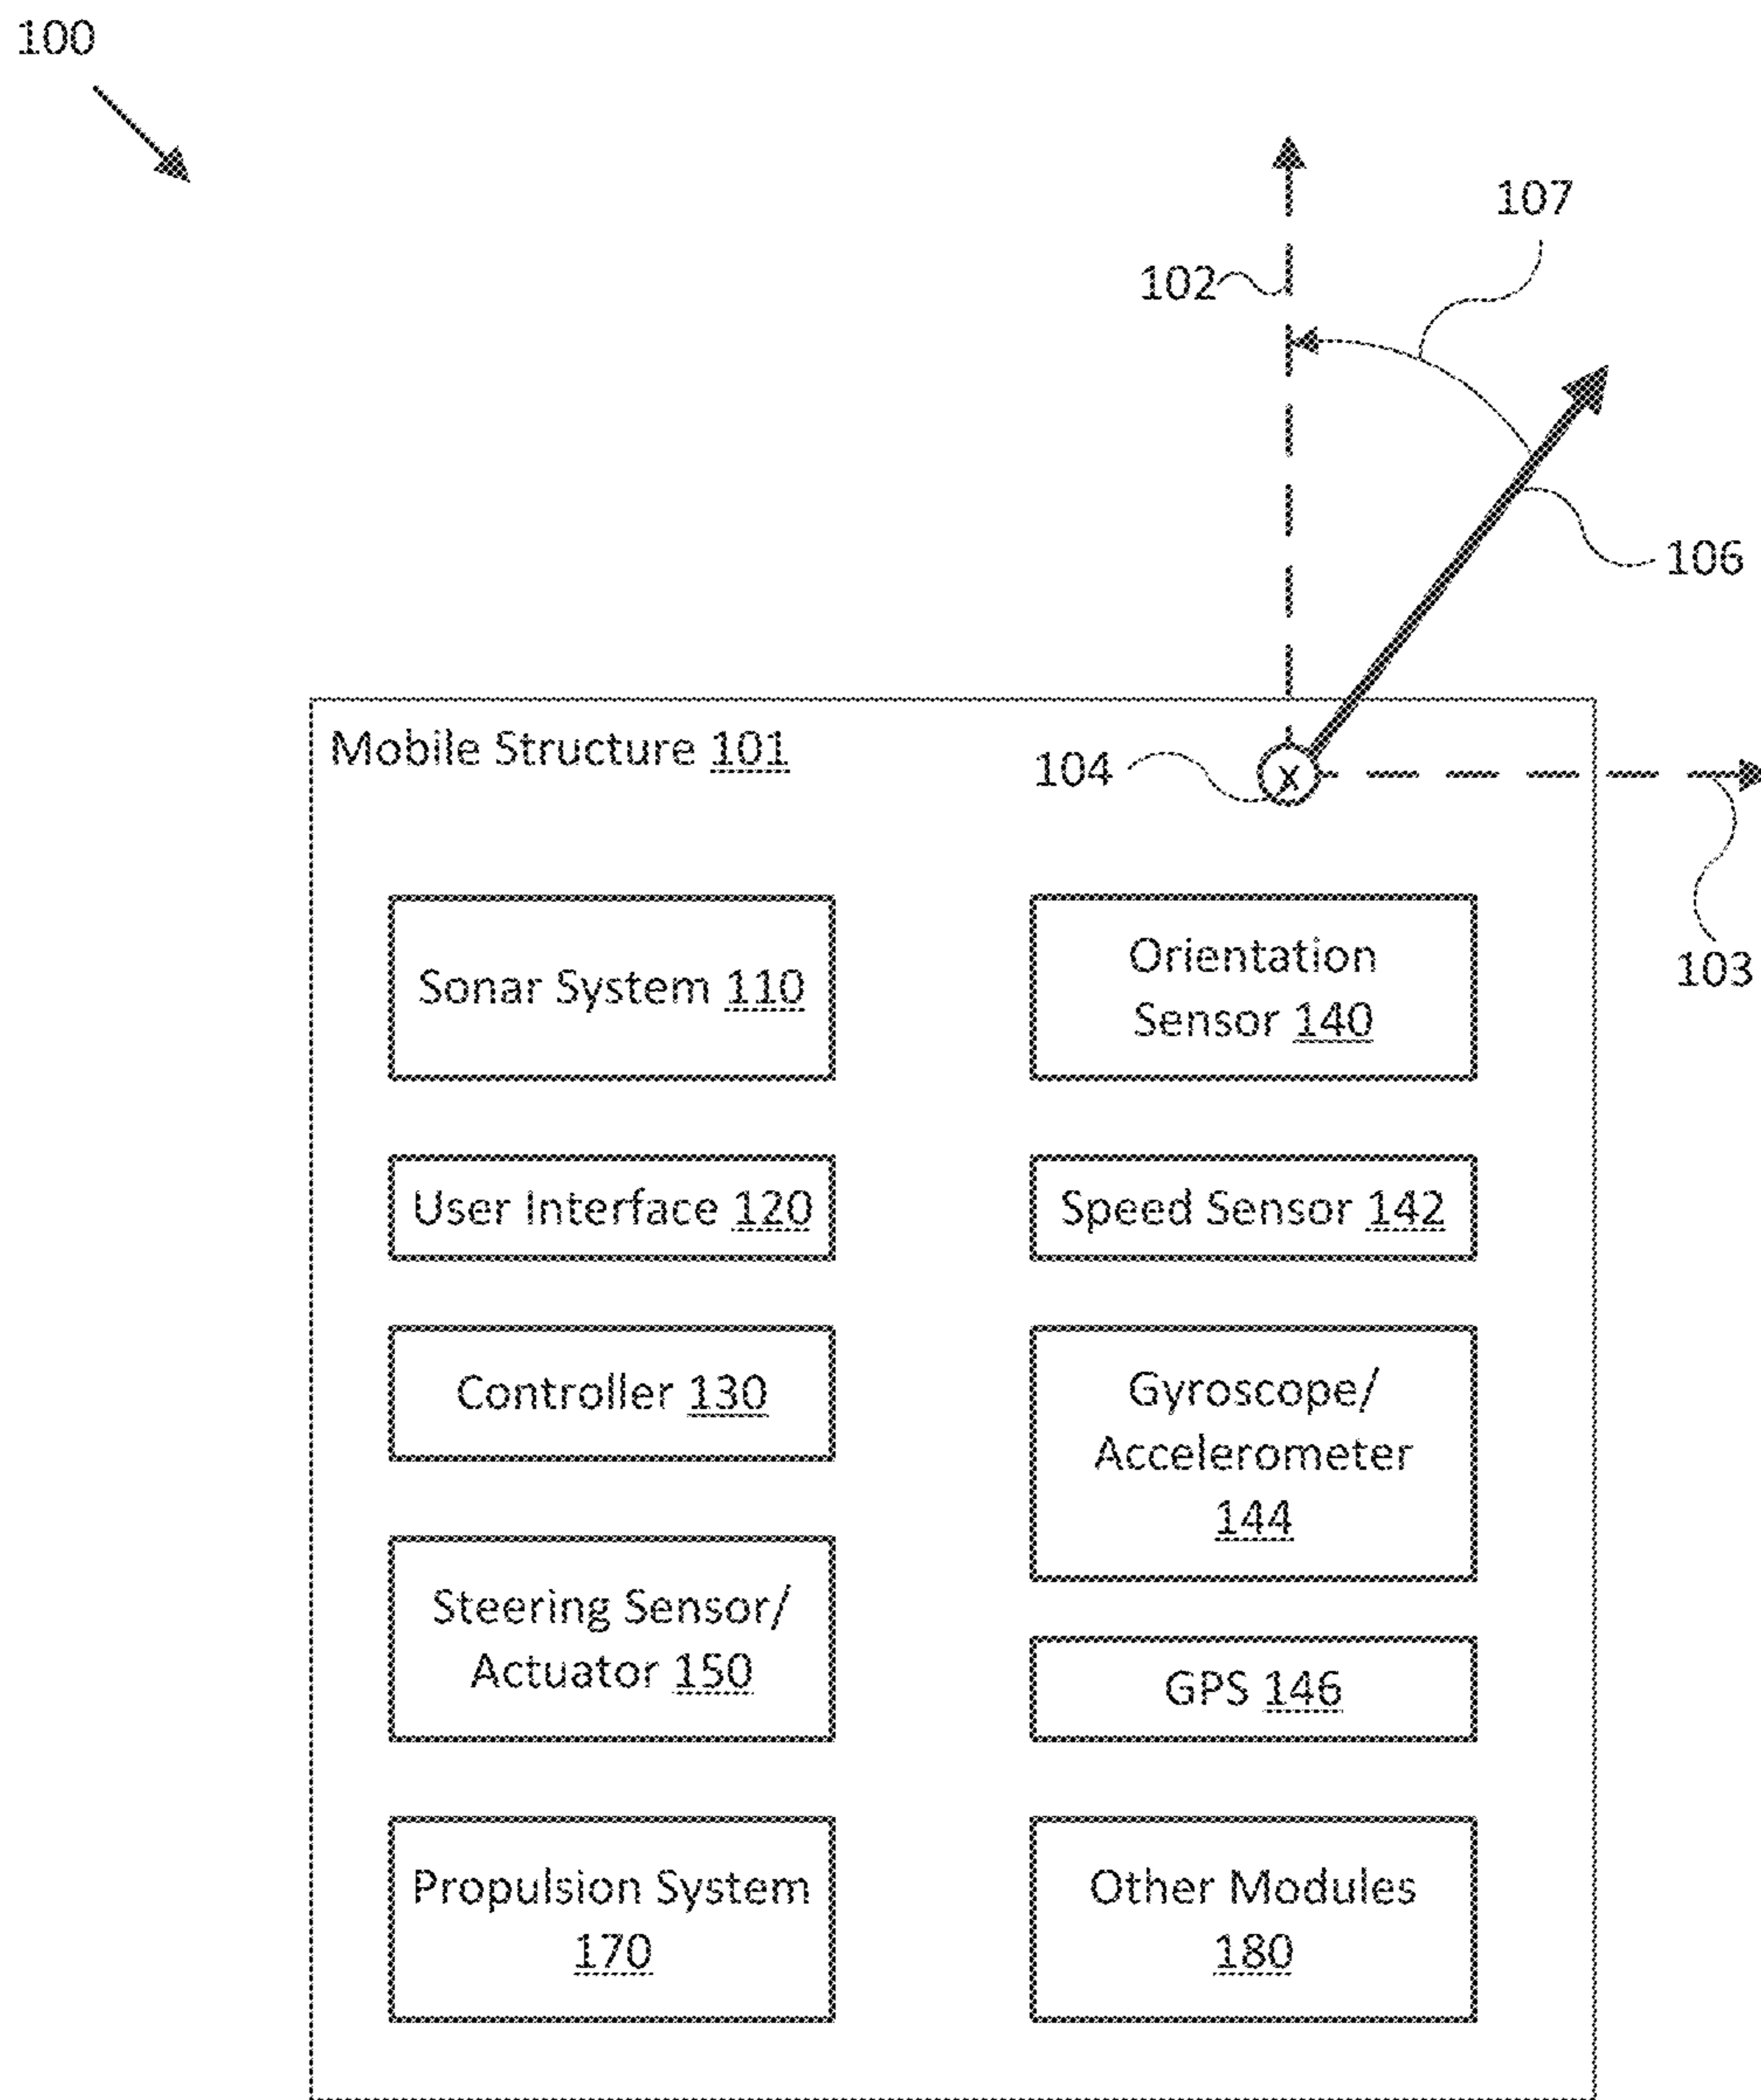 100
107
102
106
Mobile Structure 101
104
X
103
Sonar System 110
Orientation
Sensor 140
User Interface 120
Speed Sensor 142
Controller 130
Gyroscope/
Accelerometer
144
Steering Sensor/
Actuator 150
GPS 146
Propulsion System
170
Other Modules
180